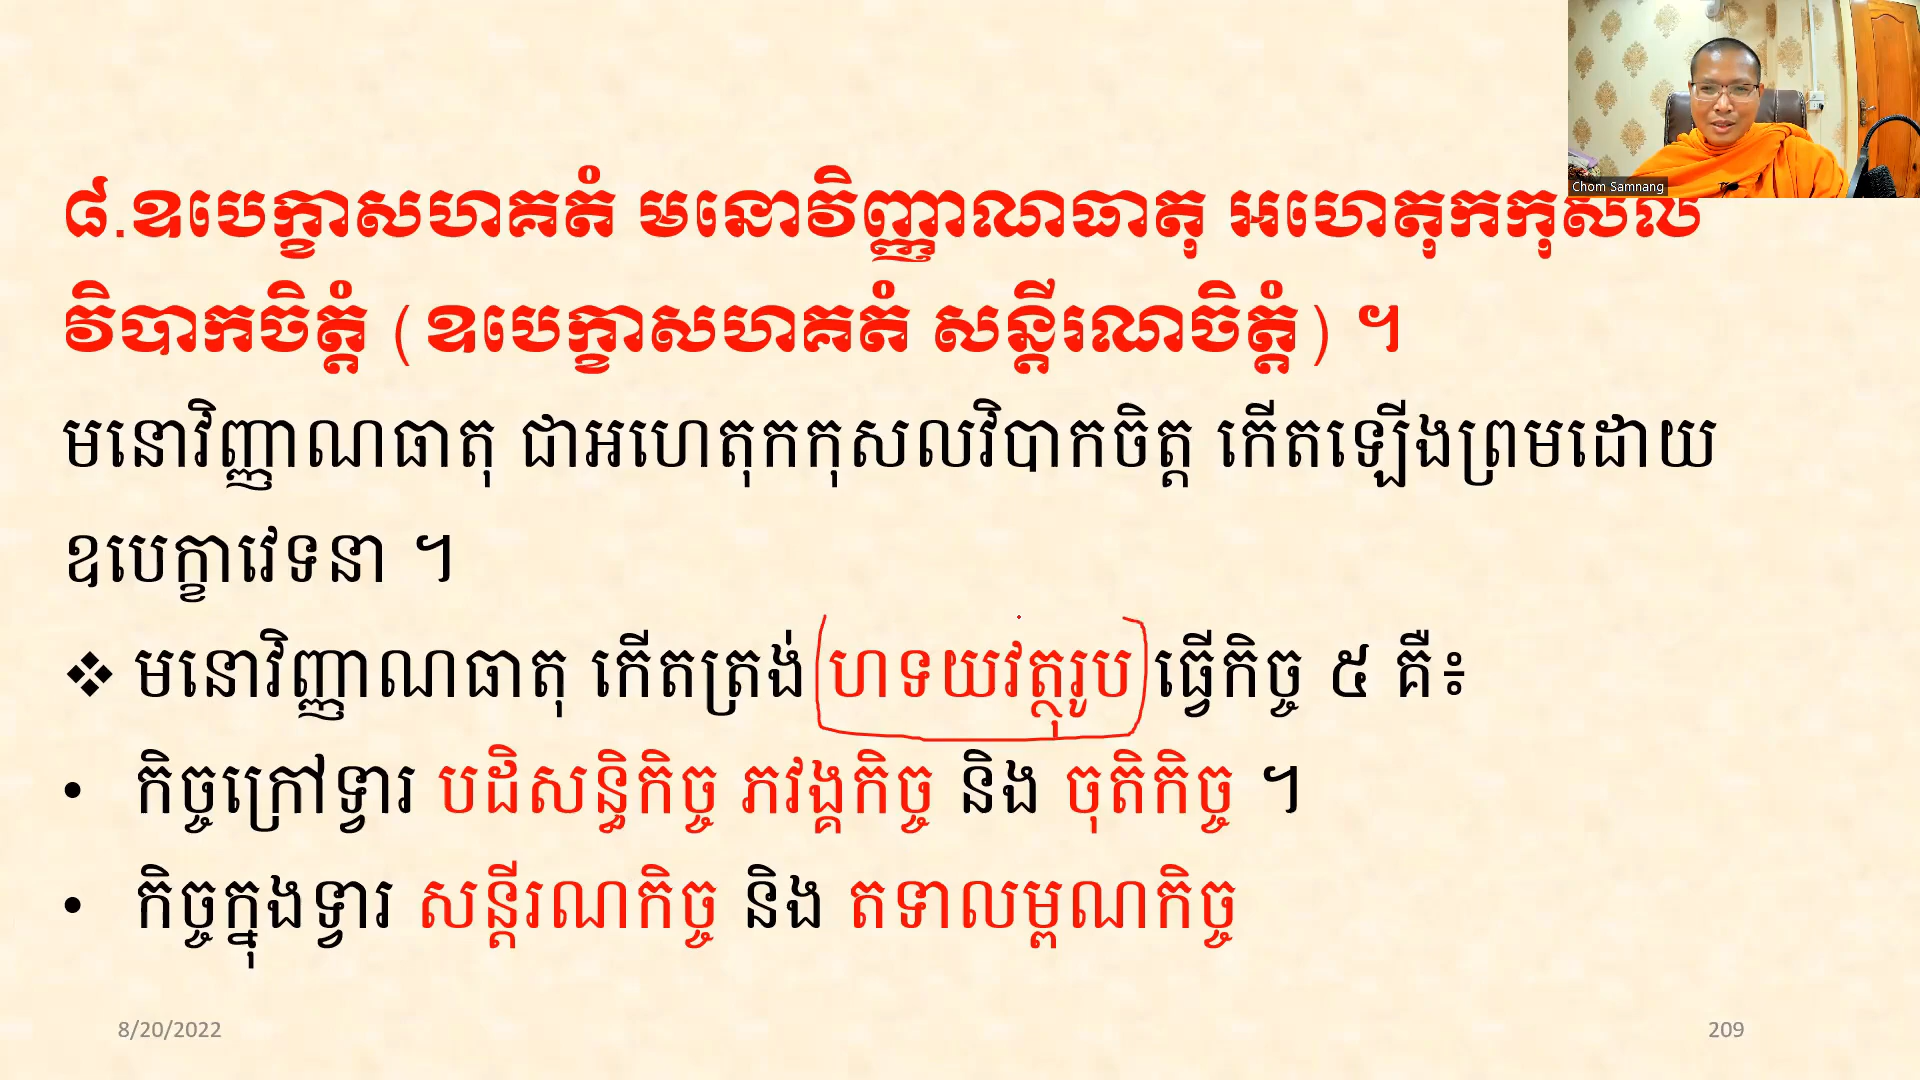 Chom Samnang
៨.ឧបេក្ខាសហគតំ មនោវិញ្ញាណធាតុ អហេតុកកុសល
វិបាកចិត្តំ (ឧបេក្ខាសហគតំ សន្តីរណចិត្តំ) ។
មនោវិញ្ញាណធាតុ ជាអហេតុកកុសលវិបាកចិត្ត កើតឡើងព្រមដោយ
ឧបេក្ខាវេទនា ។
❖ មនោវិញ្ញាណធាតុ កើតត្រង់ ហទយវត្ថុរូប ធ្វើកិច្ច ៥ គឺ៖
• កិច្ចក្រៅទ្វារ បដិសន្ធិកិច្ច ភវង្គកិច្ច និង ចុតិកិច្ច ។
• កិច្ចក្នុងទ្វារ សន្តីរណកិច្ច និង តទាលម្ពណកិច្ច
8/20/2022
209